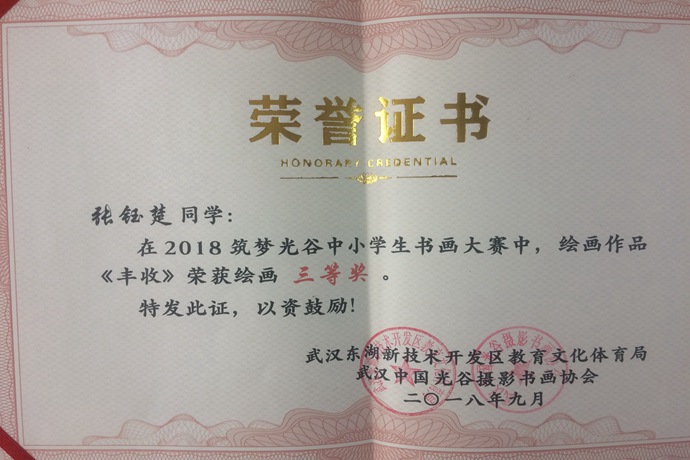 荣誉证书
HONORARY CREDENTIAL
张钰楚 同学：
在2018筑梦光谷中小学生书画大赛中，绘画作品
《丰收》荣获绘画 三等奖 。
特发此证，以资鼓励！
武汉东湖新技术开发区教育文化体育局
武汉中国光谷摄影书画协会
二〇一八年九月